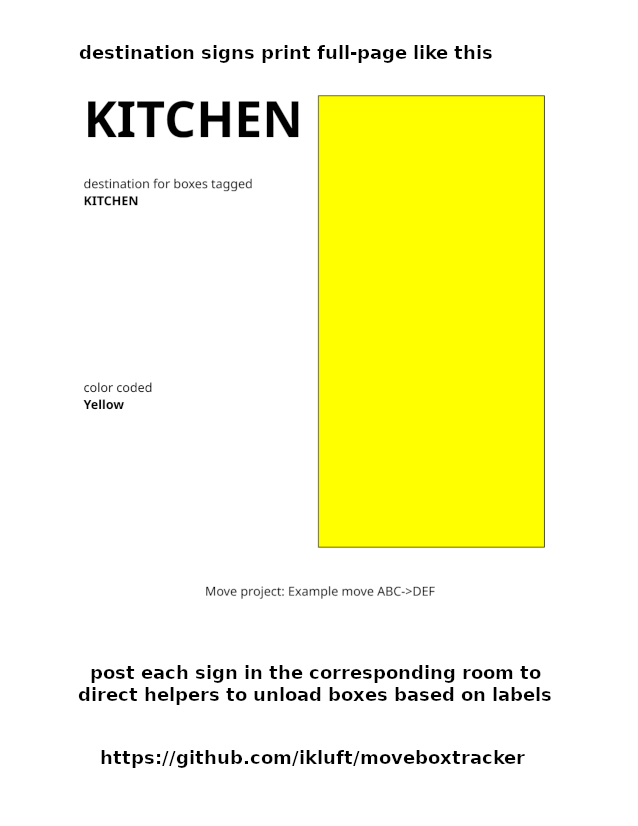 destination signs print full-page like this
KITCHEN
destination for boxes tagged
KITCHEN
color coded
Yellow
Move project: Example move ABC->DEF
post each sign in the corresponding room to
direct helpers to unload boxes based on labels
https://github.com/ikluft/moveboxtracker